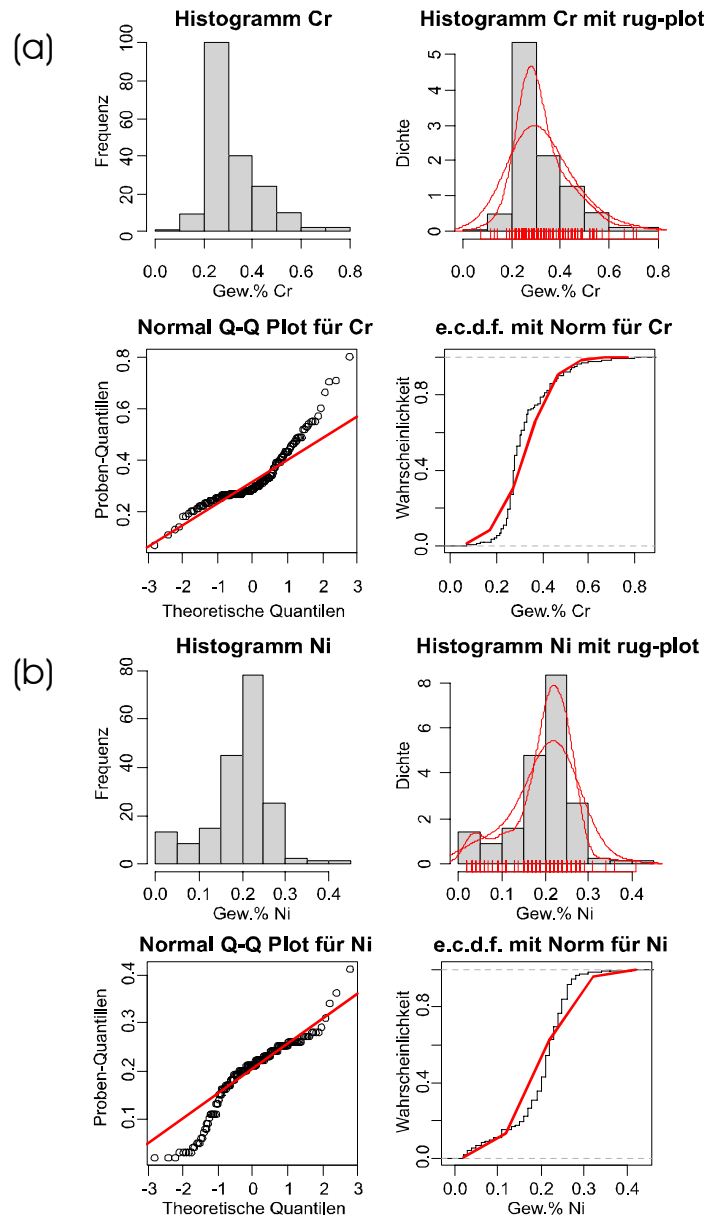 (a)
Histogramm Cr
Frequenz
0 20 40 60 80 100
0.0 0.2 0.4 0.6 0.8
Gew.% Cr
Histogramm Cr mit rug-plot
Dichte
0 1 2 3 4 5
0.0 0.2 0.4 0.6 0.8
Gew.% Cr
Normal Q-Q Plot für Cr
Proben-Quantillen
0.2 0.4 0.6 0.8
-3 -2 -1 0 1 2 3
Theoretische Quantilen
e.c.d.f. mit Norm für Cr
Wahrscheinlichkeit
0.0 0.4 0.8
0.0 0.2 0.4 0.6 0.8
Gew.% Cr
(b)
Histogramm Ni
Frequenz
0 20 40 60 80
0.0 0.1 0.2 0.3 0.4
Gew.% Ni
Histogramm Ni mit rug-plot
Dichte
0 2 4 6 8
0.0 0.1 0.2 0.3 0.4
Gew.% Ni
Normal Q-Q Plot für Ni
Proben-Quantillen
0.1 0.2 0.3 0.4
-3 -2 -1 0 1 2 3
Theoretische Quantilen
e.c.d.f. mit Norm für Ni
Wahrscheinlichkeit
0.0 0.4 0.8
0.0 0.1 0.2 0.3 0.4
Gew.% Ni